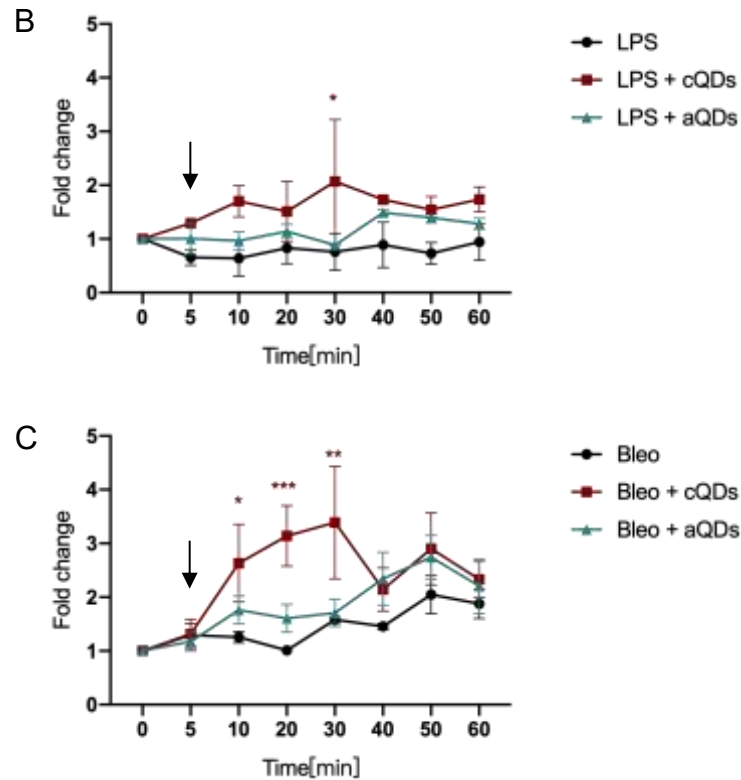 B
5
4
3
2
1
0
Fold change
*
0 5 10 20 30 40 50 60
Time[min]
LPS
LPS + cQDs
LPS + aQDs
C
5
4
3
2
1
0
Fold change
* *** **
0 5 10 20 30 40 50 60
Time[min]
Bleo
Bleo + cQDs
Bleo + aQDs